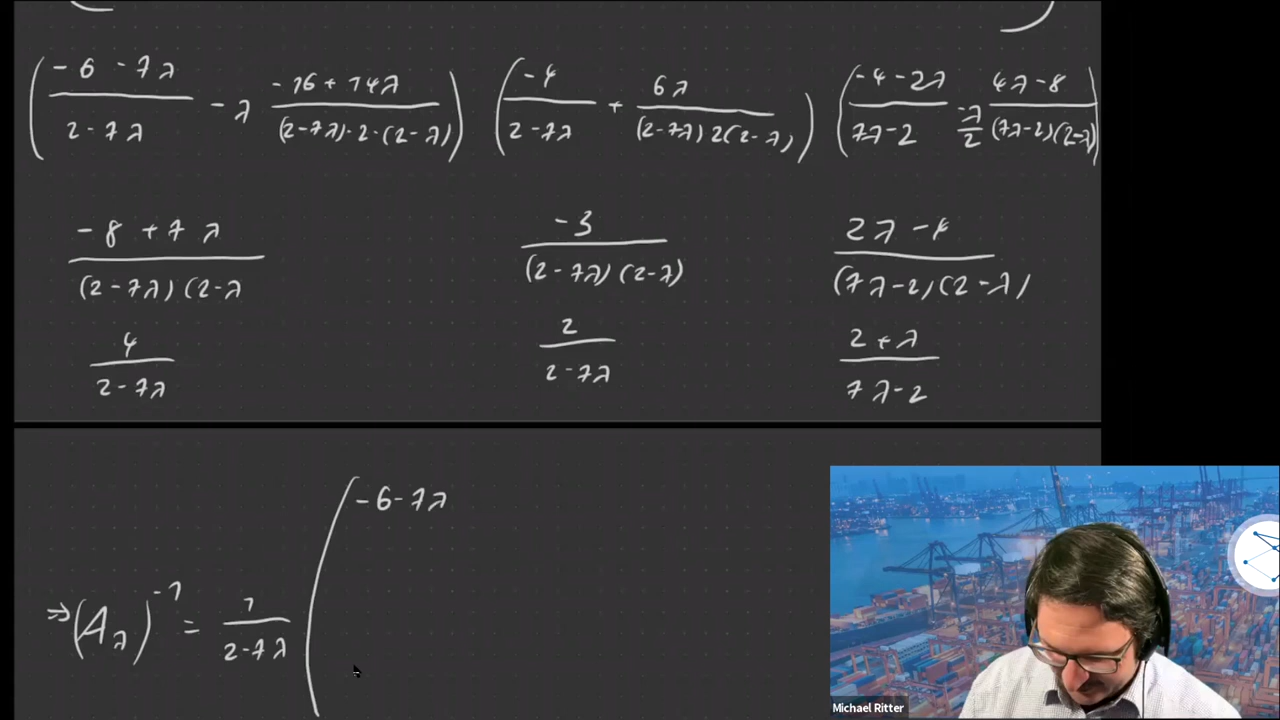 ( (-6 - 7λ)/(2 - 7λ) - λ (-16 + 14λ)/((2-7λ)·2·(2-λ)) ) ( -4/(2-7λ) + 6λ/((2-7λ)2(2-λ)) ) ( (-4-2λ)/(7λ-2) - λ/2 (4λ-8)/((7λ-2)(2-λ)) )
(-8 + 7λ)/((2-7λ)(2-λ -3/((2-7λ)(2-λ)) (2λ-4)/((7λ-2)(2-λ))
4/(2-7λ) 2/(2-7λ) (2+λ)/(7λ-2)
⇒ (A_λ)^-1 = 1/(2-7λ) ( -6-7λ
Michael Ritter